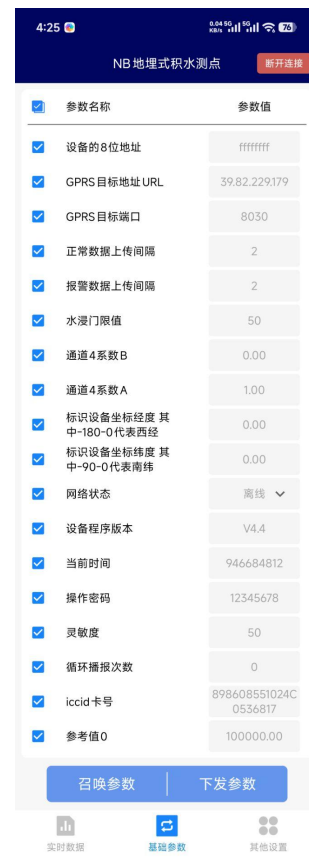 4:25
0.04 KB/s 5G 5G 76
NB地埋式积水测点
断开连接
参数名称 参数值
设备的8位地址 ffffffff
GPRS目标地址URL 39.82.229.179
GPRS目标端口 8030
正常数据上传间隔 2
报警数据上传间隔 2
水浸门限值 50
通道4系数B 0.00
通道4系数A 1.00
标识设备坐标经度 其
中-180-0代表西经 0.00
标识设备坐标纬度 其
中-90-0代表南纬 0.00
网络状态 离线
设备程序版本 V4.4
当前时间 946684812
操作密码 12345678
灵敏度 50
循环播报次数 0
iccid卡号 898608551024C
0536817
参考值0 100000.00
召唤参数 下发参数
实时数据 基础参数 其他设置